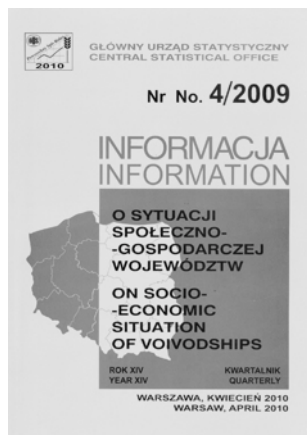 2010
GŁÓWNY URZĄD STATYSTYCZNY
CENTRAL STATISTICAL OFFICE
Nr No. 4/2009
INFORMACJA
INFORMATION
O SYTUACJI
SPOŁECZNO-
-GOSPODARCZEJ
WOJEWÓDZTW
ON SOCIO-
-ECONOMIC
SITUATION
OF VOIVODSHIPS
ROK XIV KWARTALNIK
YEAR XIV QUARTERLY
WARSZAWA, KWIECIEŃ 2010
WARSAW, APRIL 2010